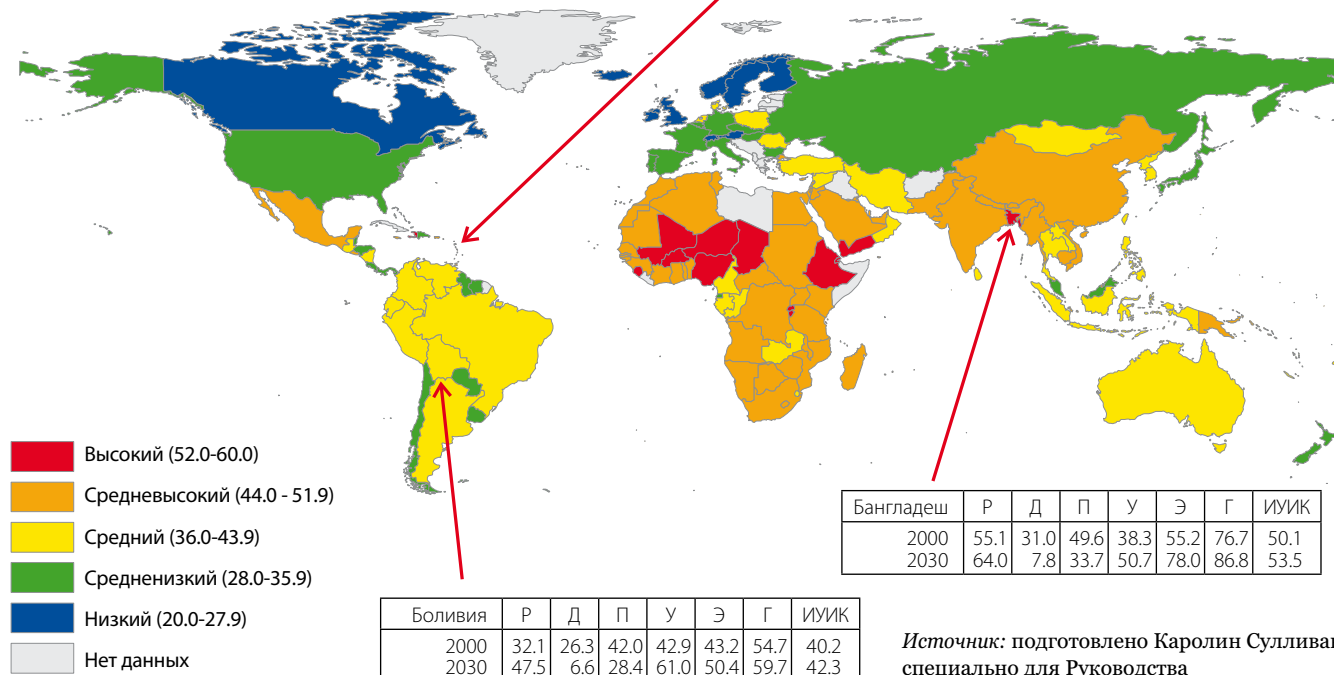 Высокий (52.0-60.0)
Средневысокий (44.0 - 51.9)
Средний (36.0-43.9)
Средненизкий (28.0-35.9)
Низкий (20.0-27.9)
Нет данных
Боливия Р Д П У Э Г ИУИК
2000 32.1 26.3 42.0 42.9 43.2 54.7 40.2
2030 47.5 6.6 28.4 61.0 50.4 59.7 42.3
Бангладеш Р Д П У Э Г ИУИК
2000 55.1 31.0 49.6 38.3 55.2 76.7 50.1
2030 64.0 7.8 33.7 50.7 78.0 86.8 53.5
Источник: подготовлено Каролин Сулливан
специально для Руководства